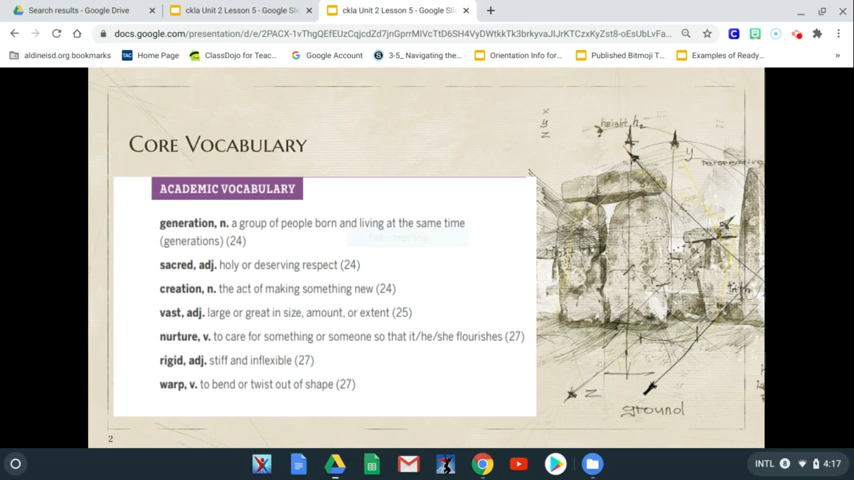 Search results - Google Drive
ckla Unit 2 Lesson 5 - Google Sli
ckla Unit 2 Lesson 5 - Google Sli
docs.google.com/presentation/d/e/2PACX-1vThgQEfEUzCqjcdZd7jnGprrMIVcTtD6SH4VyDWtkkTk3brkyvaJIJrKTCzxKyZst8-oEsUbLvFa...
aldineisd.org bookmarks
Home Page
ClassDojo for Teac...
Google Account
3-5_ Navigating the...
Orientation Info for...
Published Bitmoji T...
Examples of Ready...
»
x
y
z
height h
y
CORE VOCABULARY
ACADEMIC VOCABULARY
generation, n. a group of people born and living at the same time
(generations) (24)
sacred, adj. holy or deserving respect (24)
creation, n. the act of making something new (24)
vast, adj. large or great in size, amount, or extent (25)
nurture, v. to care for something or someone so that it/he/she flourishes (27)
rigid, adj. stiff and inflexible (27)
warp, v. to bend or twist out of shape (27)
z
ground
2
INTL 8 4:17